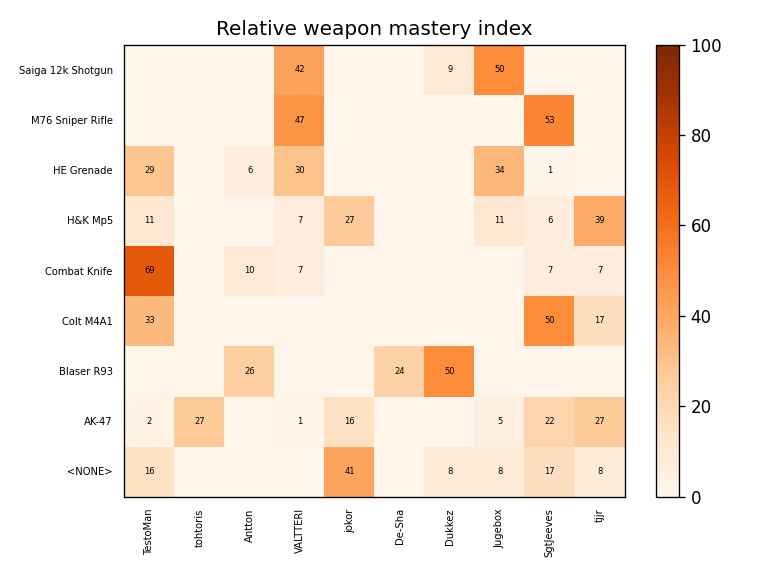 Relative weapon mastery index
Saiga 12k Shotgun 42 9 50
M76 Sniper Rifle 47 53
HE Grenade 29 6 30 34 1
H&K Mp5 11 7 27 11 6 39
Combat Knife 69 10 7 7 7
Colt M4A1 33 50 17
Blaser R93 26 24 50
AK-47 2 27 1 16 5 22 27
<NONE> 16 41 8 8 17 8
TestoMan tohtoris Antton VALTTERI jokor De-Sha Dukkez Jugebox SgtJeeves tjjr
100
80
60
40
20
0